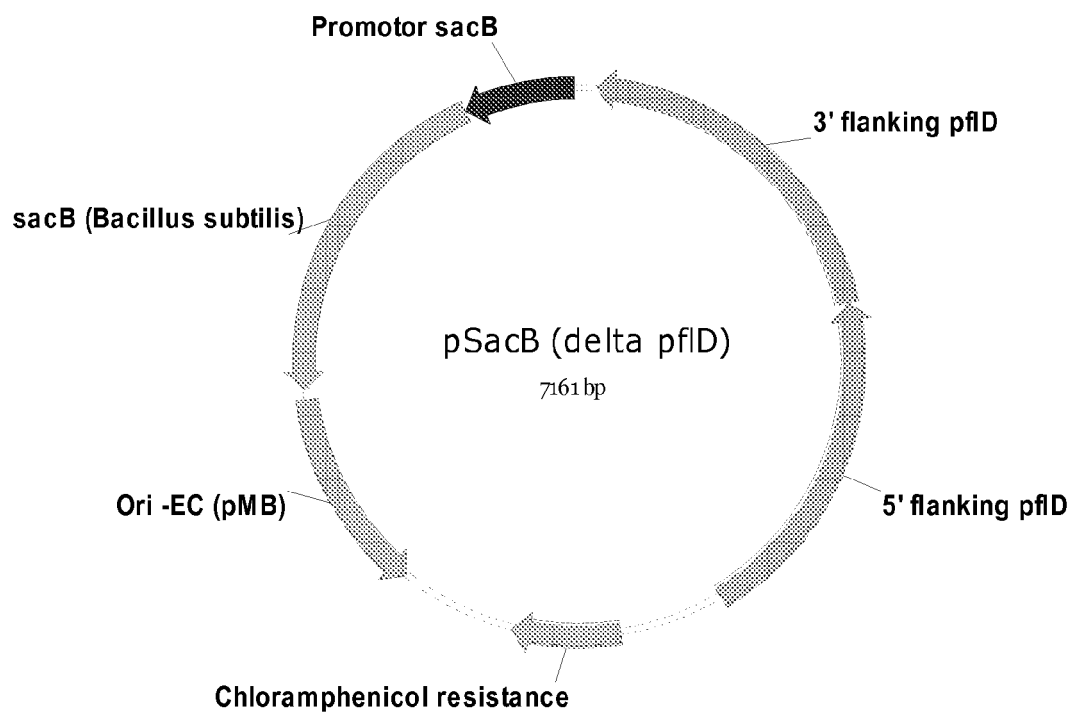 Promotor sacB
3' flanking pflD
sacB (Bacillus subtilis)
pSacB (delta pflD)
7161 bp
Ori -EC (pMB)
5' flanking pflD
Chloramphenicol resistance